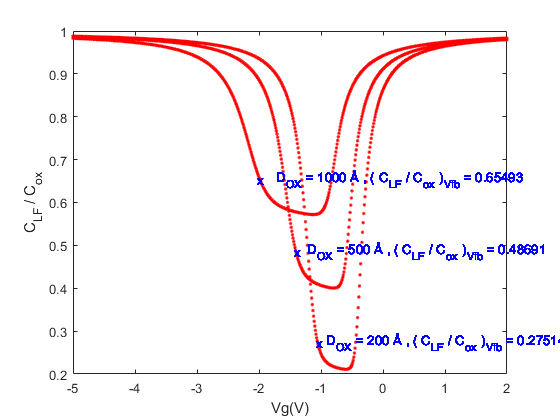 1
0.9
0.8
0.7
0.6
0.5
0.4
0.3
0.2
C_LF / C_ox
D_OX = 1000 Å , ( C_LF / C_ox )_Vfb = 0.65493
D_OX = 500 Å , ( C_LF / C_ox )_Vfb = 0.48691
D_OX = 200 Å , ( C_LF / C_ox )_Vfb = 0.27514
-5 -4 -3 -2 -1 0 1 2
Vg(V)